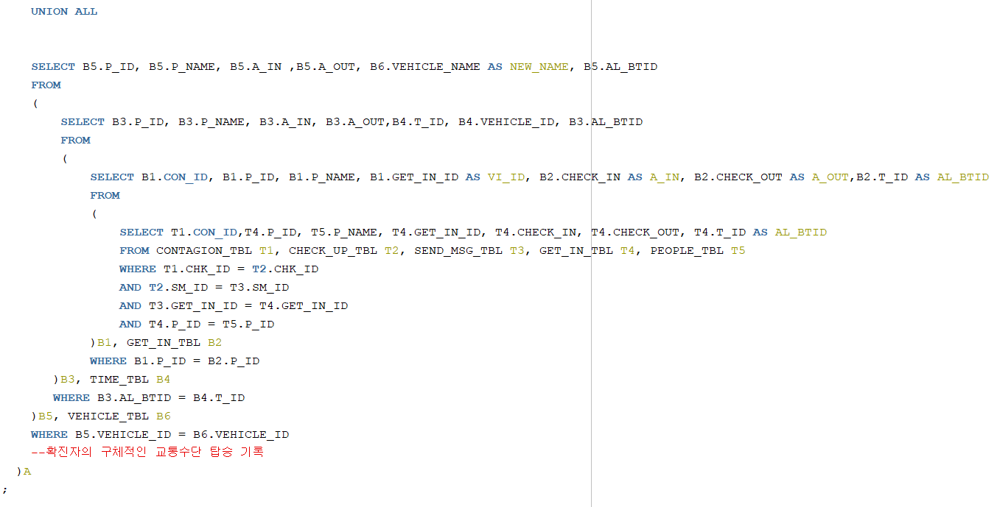 UNION ALL
SELECT B5.P_ID, B5.P_NAME, B5.A_IN ,B5.A_OUT, B6.VEHICLE_NAME AS NEW_NAME, B5.AL_BTID
FROM
(
SELECT B3.P_ID, B3.P_NAME, B3.A_IN, B3.A_OUT,B4.T_ID, B4.VEHICLE_ID, B3.AL_BTID
FROM
(
SELECT B1.CON_ID, B1.P_ID, B1.P_NAME, B1.GET_IN_ID AS VI_ID, B2.CHECK_IN AS A_IN, B2.CHECK_OUT AS A_OUT,B2.T_ID AS AL_BTID
FROM
(
SELECT T1.CON_ID,T4.P_ID, T5.P_NAME, T4.GET_IN_ID, T4.CHECK_IN, T4.CHECK_OUT, T4.T_ID AS AL_BTID
FROM CONTAGION_TBL T1, CHECK_UP_TBL T2, SEND_MSG_TBL T3, GET_IN_TBL T4, PEOPLE_TBL T5
WHERE T1.CHK_ID = T2.CHK_ID
AND T2.SM_ID = T3.SM_ID
AND T3.GET_IN_ID = T4.GET_IN_ID
AND T4.P_ID = T5.P_ID
)B1, GET_IN_TBL B2
WHERE B1.P_ID = B2.P_ID
)B3, TIME_TBL B4
WHERE B3.AL_BTID = B4.T_ID
)B5, VEHICLE_TBL B6
WHERE B5.VEHICLE_ID = B6.VEHICLE_ID
--확진자의 구체적인 교통수단 탑승 기록
)A
;